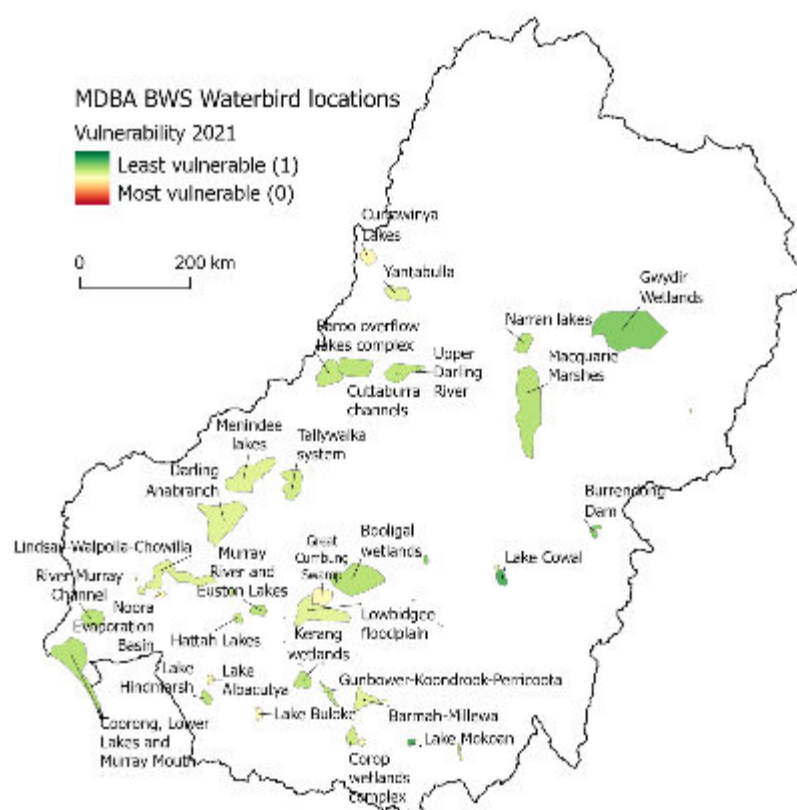 MDBA BWS Waterbird locations
Vulnerability 2021
Least vulnerable (1)
Most vulnerable (0)
0 200 km
Currawinya
Lakes
Yantabulla
Gwydir
Wetlands
Narran lakes
Paroo overflow
lakes complex
Upper
Darling
River
Macquarie
Marshes
Cuttaburra
channels
Menindee
lakes
Tallywalka
system
Darling
Anabranch
Burrendong
Dam
Lindsay-Walpolla-Chowilla
Great
Cumbung
Swamp
Booligal
wetlands
Lake Cowal
River Murray
Channel
Murray
River and
Euston Lakes
Noora
Evaporation
Basin
Hattah Lakes
Lowbidgee
floodplain
Kerang
wetlands
Lake
Hindmarsh
Lake
Albacutya
Gunbower-Koondrook-Perricoota
Lake Buloke
Barmah-Millewa
Coorong, Lower
Lakes and
Murray Mouth
Lake Mokoan
Corop
wetlands
complex